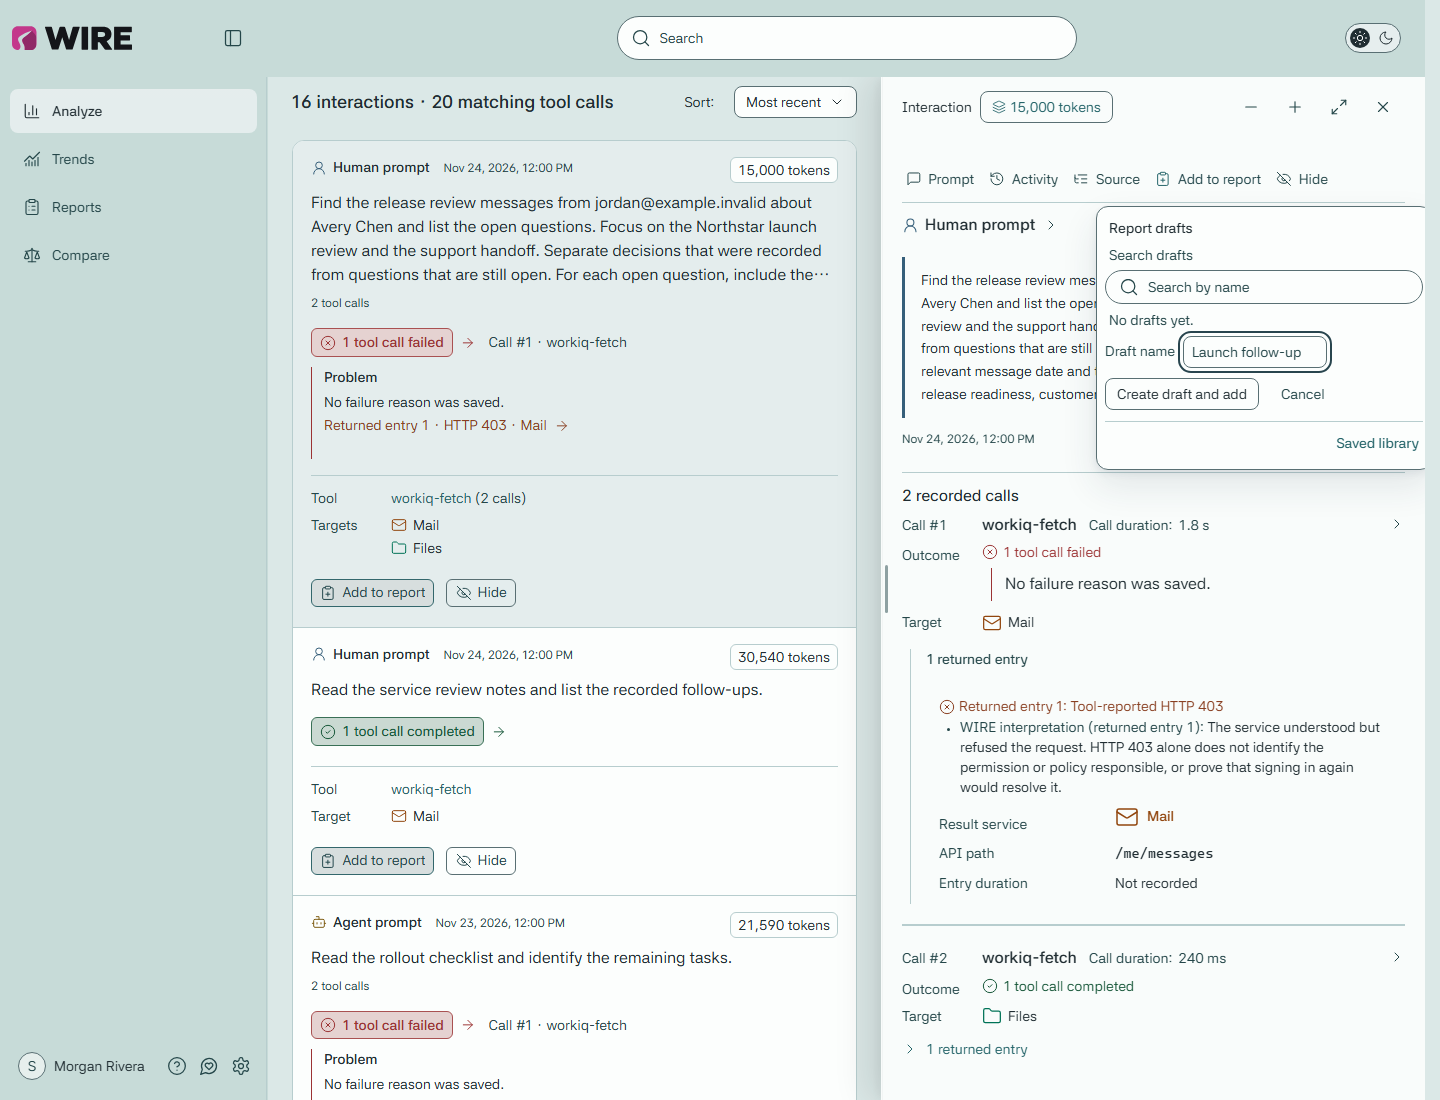 WIRE
Search
Analyze
Trends
Reports
Compare
S
Morgan Rivera
16 interactions · 20 matching tool calls
Sort:
Most recent
Human prompt Nov 24, 2026, 12:00 PM
15,000 tokens
Find the release review messages from jordan@example.invalid about
Avery Chen and list the open questions. Focus on the Northstar launch
review and the support handoff. Separate decisions that were recorded
from questions that are still open. For each open question, include the…
2 tool calls
1 tool call failed
Call #1 · workiq-fetch
Problem
No failure reason was saved.
Returned entry 1 · HTTP 403 · Mail
Tool workiq-fetch (2 calls)
Targets Mail
Files
Add to report
Hide
Human prompt Nov 24, 2026, 12:00 PM
30,540 tokens
Read the service review notes and list the recorded follow-ups.
1 tool call completed
Tool workiq-fetch
Target Mail
Add to report
Hide
Agent prompt Nov 23, 2026, 12:00 PM
21,590 tokens
Read the rollout checklist and identify the remaining tasks.
2 tool calls
1 tool call failed
Call #1 · workiq-fetch
Problem
No failure reason was saved.
Interaction
15,000 tokens
Prompt
Activity
Source
Add to report
Hide
Human prompt
Find the release review mes
Avery Chen and list the oper
review and the support hand
from questions that are still
relevant message date and
release readiness, customer
Nov 24, 2026, 12:00 PM
Report drafts
Search drafts
Search by name
No drafts yet.
Draft name Launch follow-up
Create draft and add
Cancel
Saved library
2 recorded calls
Call #1 workiq-fetch Call duration: 1.8 s
Outcome 1 tool call failed
No failure reason was saved.
Target Mail
1 returned entry
Returned entry 1: Tool-reported HTTP 403
• WIRE interpretation (returned entry 1): The service understood but
refused the request. HTTP 403 alone does not identify the
permission or policy responsible, or prove that signing in again
would resolve it.
Result service Mail
API path /me/messages
Entry duration Not recorded
Call #2 workiq-fetch Call duration: 240 ms
Outcome 1 tool call completed
Target Files
1 returned entry